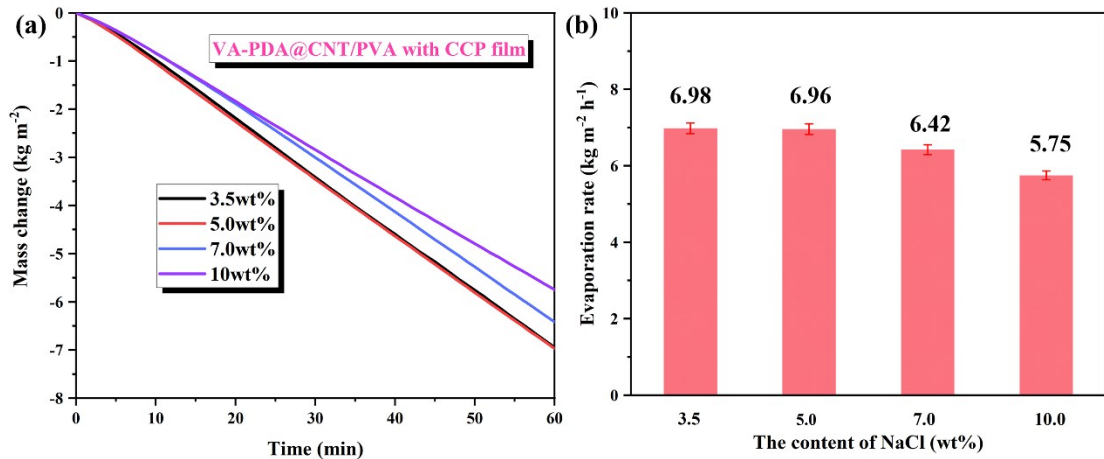 (a)
VA-PDA@CNT/PVA with CCP film
0
-1
-2
-3
-4
-5
-6
-7
-8
Mass change (kg m⁻²)
3.5wt%
5.0wt%
7.0wt%
10wt%
0 10 20 30 40 50 60
Time (min)
(b)
10
8
6
4
2
0
Evaporation rate (kg m⁻² h⁻¹)
6.98 6.96 6.42 5.75
3.5 5.0 7.0 10.0
The content of NaCl (wt%)